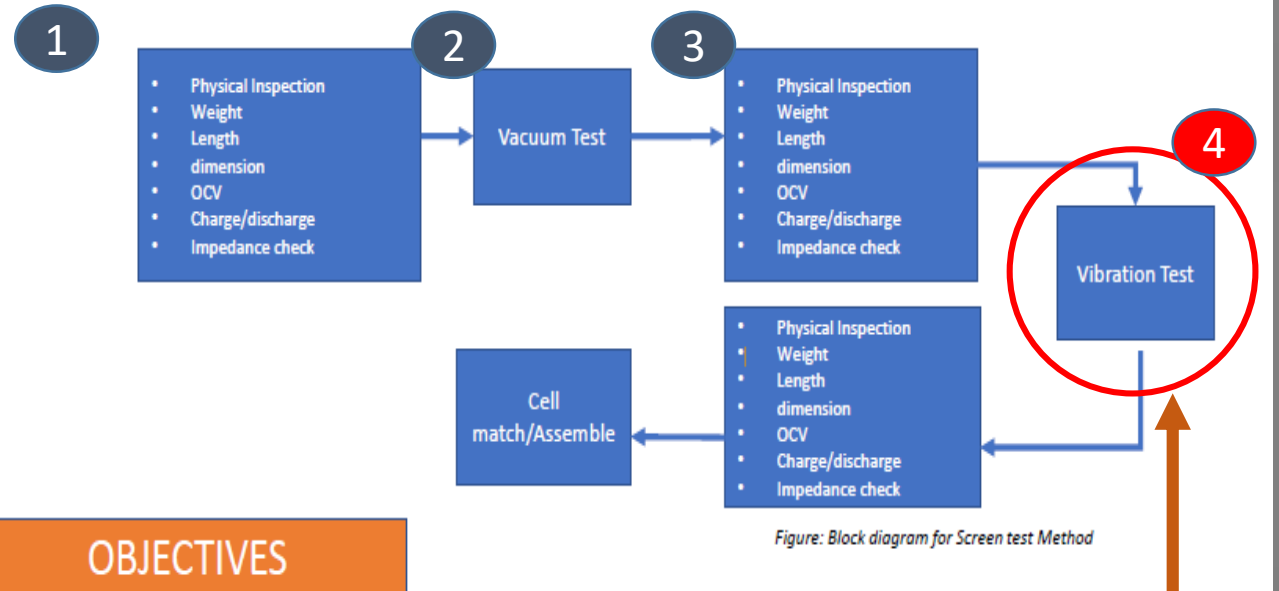 1
2
3
4
Physical Inspection
Weight
Length
dimension
OCV
Charge/discharge
Impedance check
Vacuum Test
Physical Inspection
Weight
Length
dimension
OCV
Charge/discharge
Impedance check
Vibration Test
Physical Inspection
Weight
Length
dimension
OCV
Charge/discharge
Impedance check
Cell
match/Assemble
Figure: Block diagram for Screen test Method
OBJECTIVES